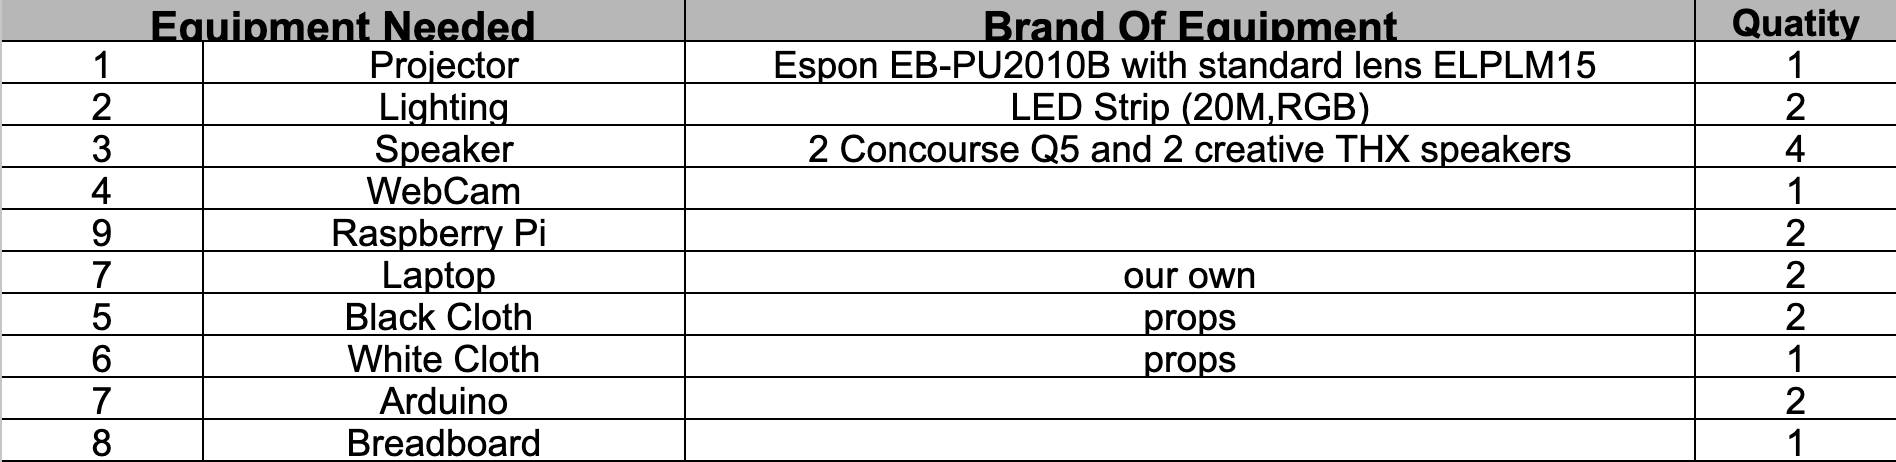 Equipment Needed Brand Of Equipment Quatity
1 Projector Espon EB-PU2010B with standard lens ELPLM15 1
2 Lighting LED Strip (20M,RGB) 2
3 Speaker 2 Concourse Q5 and 2 creative THX speakers 4
4 WebCam 1
9 Raspberry Pi 2
7 Laptop our own 2
5 Black Cloth props 2
6 White Cloth props 1
7 Arduino 2
8 Breadboard 1